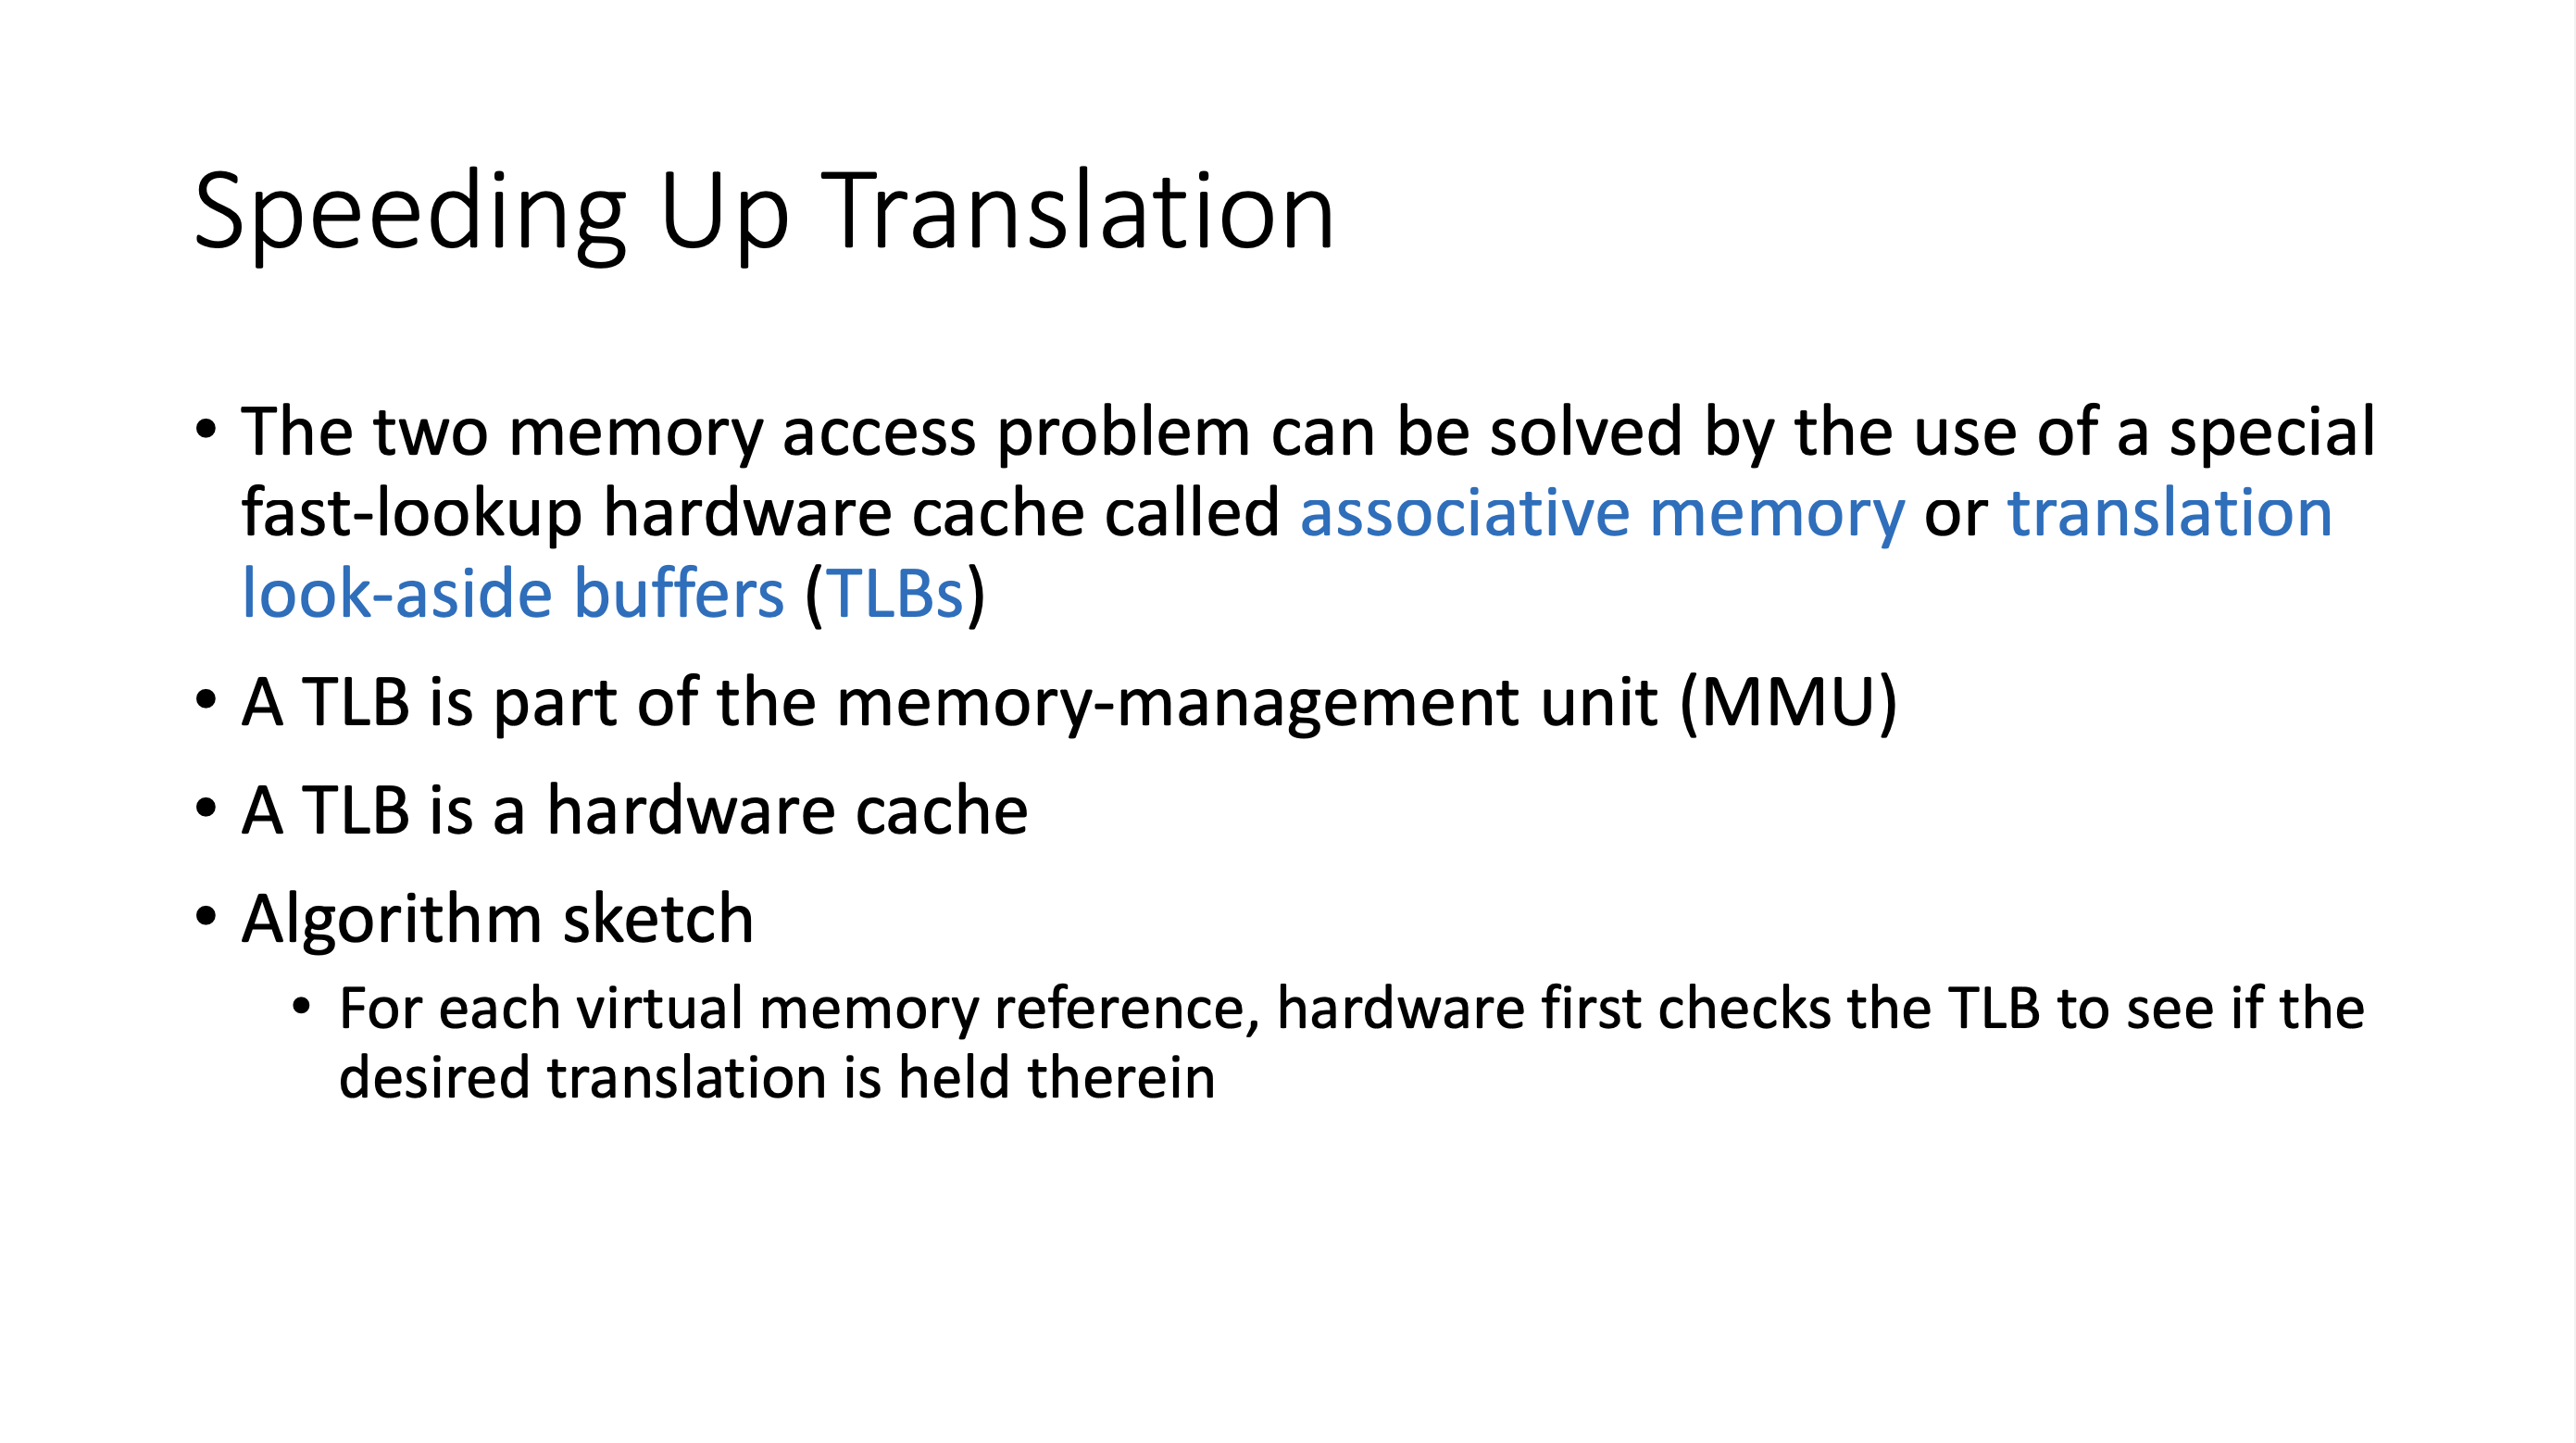 Speeding Up Translation
• The two memory access problem can be solved by the use of a special
fast-lookup hardware cache called associative memory or translation
look-aside buffers (TLBs)
• A TLB is part of the memory-management unit (MMU)
• A TLB is a hardware cache
• Algorithm sketch
• For each virtual memory reference, hardware first checks the TLB to see if the
desired translation is held therein